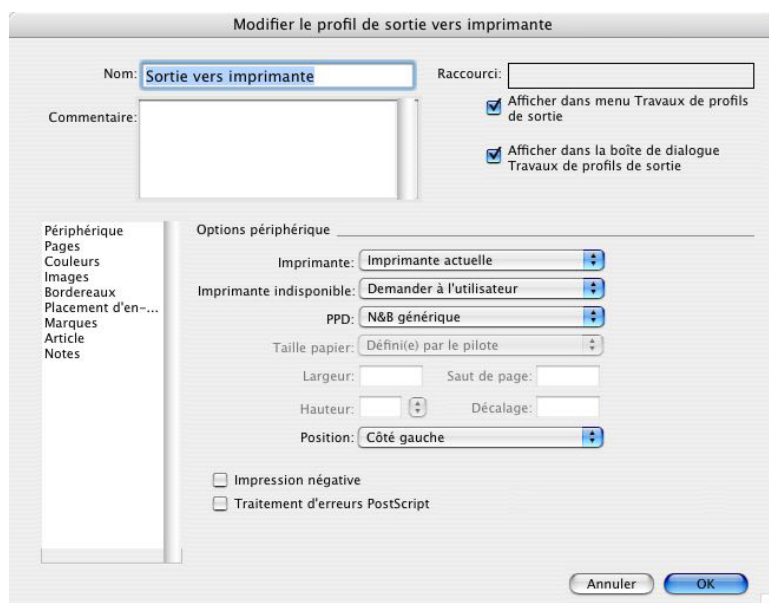 Modifier le profil de sortie vers imprimante
Nom: Sortie vers imprimante
Raccourci:
Afficher dans menu Travaux de profils
de sortie
Commentaire:
Afficher dans la boîte de dialogue
Travaux de profils de sortie
Périphérique
Pages
Couleurs
Images
Bordereaux
Placement d'en-...
Marques
Article
Notes
Options périphérique
Imprimante: Imprimante actuelle
Imprimante indisponible: Demander à l'utilisateur
PPD: N&B générique
Taille papier: Défini(e) par le pilote
Largeur: Saut de page:
Hauteur: Décalage:
Position: Côté gauche
Impression négative
Traitement d'erreurs PostScript
Annuler OK